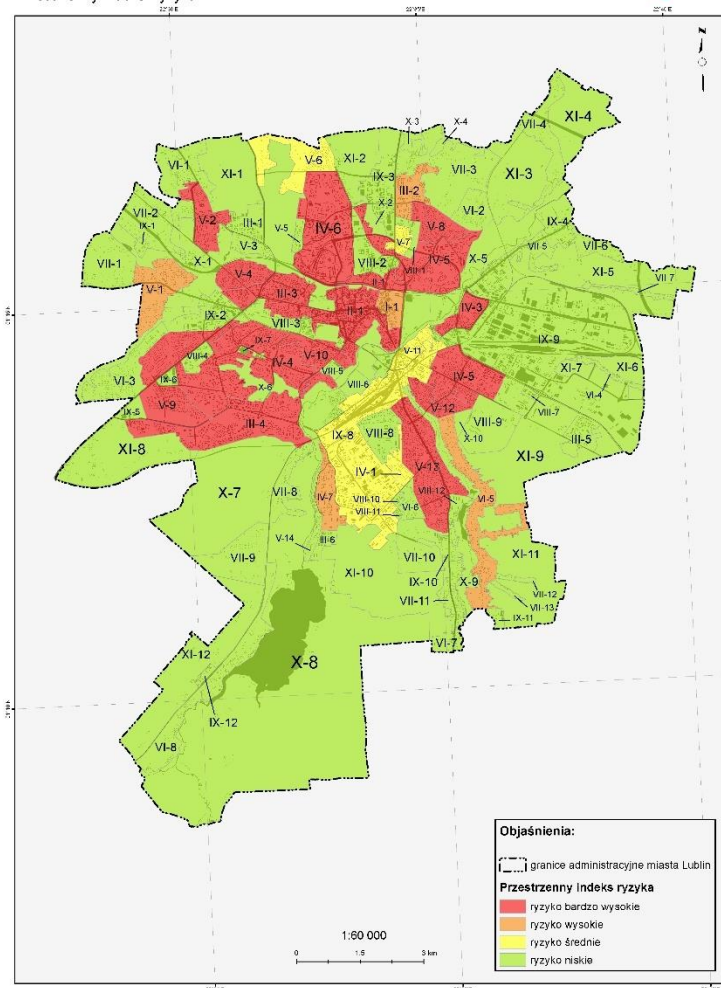 XI-4
VII-4
X-3
X-4
V-6
XI-2
VI-1
XI-1
IX-3
VII-3
XI-3
III-2
X-2
V-2
VI-2
VII-2
IX-1
III-1
V-5
IV-6
V-8
IX-4
V-7
V-3
VII-5
VII-6
VII-1
X-1
VIII-2
VIII-1
IV-5
X-5
XI-5
V-4
VII 7
V-1
III-3
II-1
I-1
IV-3
IX-2
VIII-3
IX-9
IX-7
V-11
VIII-4
IV-4
V-10
VIII-5
XI-7
XI-6
VI-3
IX-6
X-6
VIII-6
IV-5
VI-4
V-9
V-12
VIII-7
IX-5
III-4
IX-8
VIII-8
VIII-9
X-10
III-5
XI-8
XI-9
IV-1
V-13
X-7
VII-8
IV-7
VIII-12
VI-5
VIII-10
VI-6
VIII-11
V-14
III-6
VII-9
VII-10
XI-11
XI-10
IX-10
X-9
VII-12
VII-11
VII-13
IX-11
VI-7
XI-12
X-8
IX-12
VI-8
Objaśnienia:
granice administracyjne miasta Lublin
Przestrzenny indeks ryzyka
ryzyko bardzo wysokie
ryzyko wysokie
ryzyko średnie
ryzyko niskie
1:60 000
0 1.5 3 km